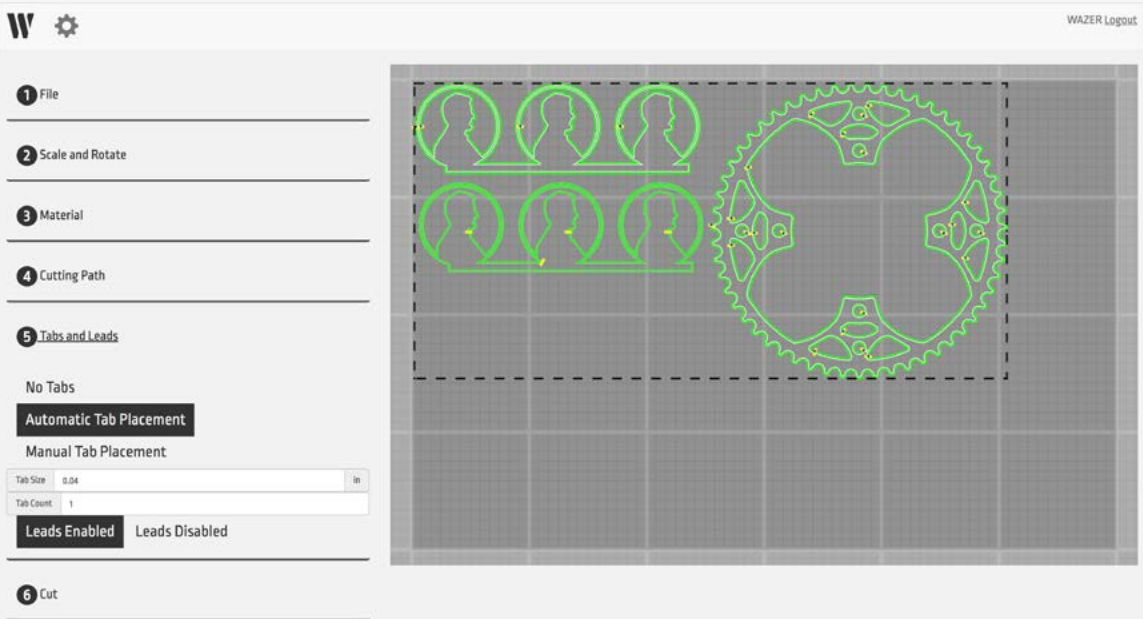 W
WAZER Logout
1 File
2 Scale and Rotate
3 Material
4 Cutting Path
5 Tabs and Leads
No Tabs
Automatic Tab Placement
Manual Tab Placement
Tab Size 0.04 in
Tab Count 1
Leads Enabled Leads Disabled
6 Cut